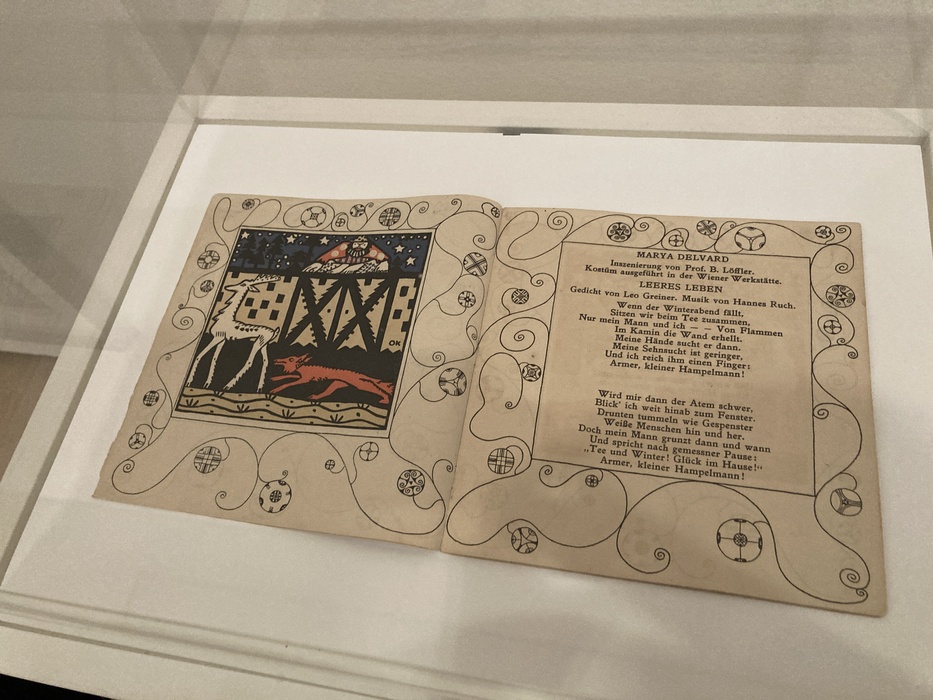 OK
MARYA DELVARD
Inszenierung von Prof. B. Löffler.
Kostüm ausgeführt in der Wiener Werkstätte.
LEERES LEBEN
Gedicht von Leo Greiner. Musik von Hannes Ruch.
Wenn der Winterabend fällt,
Sitzen wir beim Tee zusammen,
Nur mein Mann und ich — — Von Flammen
Im Kamin die Wand erhellt.
Meine Hände sucht er dann.
Meine Sehnsucht ist geringer,
Und ich reich ihm einen Finger:
Armer, kleiner Hampelmann!
Wird mir dann der Atem schwer,
Blick' ich weit hinab zum Fenster.
Drunten tummeln wie Gespenster
Weiße Menschen hin und her.
Doch mein Mann grunzt dann und wann
Und spricht nach gemessner Pause:
„Tee und Winter! Glück im Hause!“
Armer, kleiner Hampelmann!